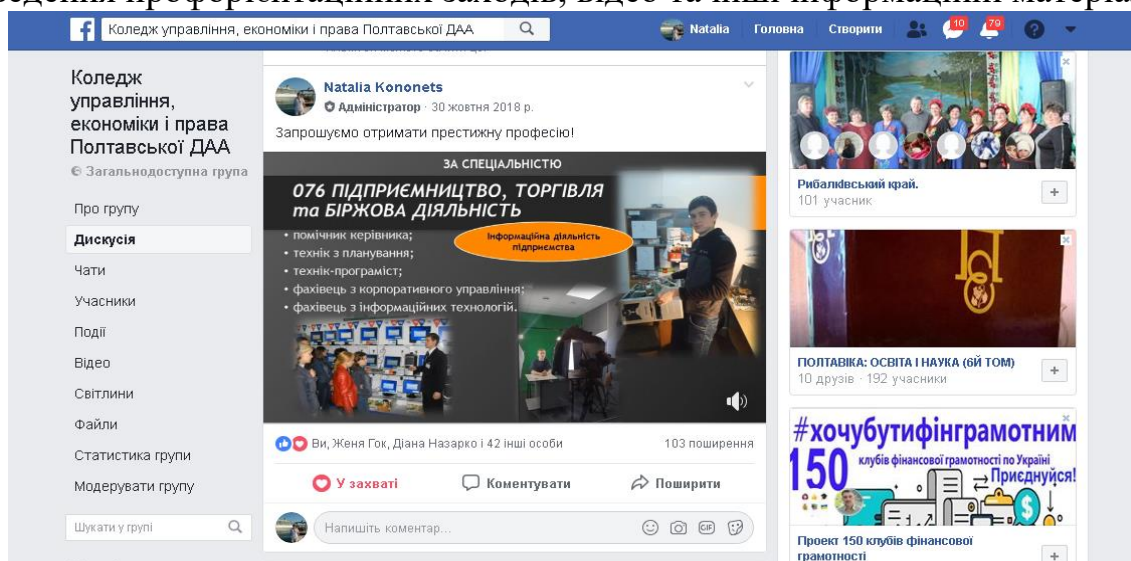 ведення профорієнтаційних заходів, відео та інші інформаційні матеріа
Коледж управління, економіки і права Полтавської ДАА
Natalia
Головна
Створити
10
79
Коледж
управління,
економіки і права
Полтавської ДАА
Загальнодоступна група
Про групу
Дискусія
Чати
Учасники
Події
Відео
Світлини
Файли
Статистика групи
Модерувати групу
Шукати у групі
Natalia Kononets
Адміністратор · 30 жовтня 2018 р.
Запрошуємо отримати престижну професію!
ЗА СПЕЦІАЛЬНІСТЮ
076 ПІДПРИЄМНИЦТВО, ТОРГІВЛЯ
та БІРЖОВА ДІЯЛЬНІСТЬ
• помічник керівника;
• технік з планування;
• технік-програміст;
• фахівець з корпоративного управління;
• фахівець з інформаційних технологій.
Інформаційна діяльність
підприємства
Ви, Женя Гок, Діана Назарко і 42 інші особи
103 поширення
У захваті
Коментувати
Поширити
Напишіть коментар...
GIF
Рибалківський край.
101 учасник
ПОЛТАВІКА: ОСВІТА І НАУКА (6Й ТОМ)
10 друзів · 192 учасники
#хочубутифінграмотним
150
клубів фінансової грамотності по Україні
Приєднуйся!
Проект 150 клубів фінансової
грамотності